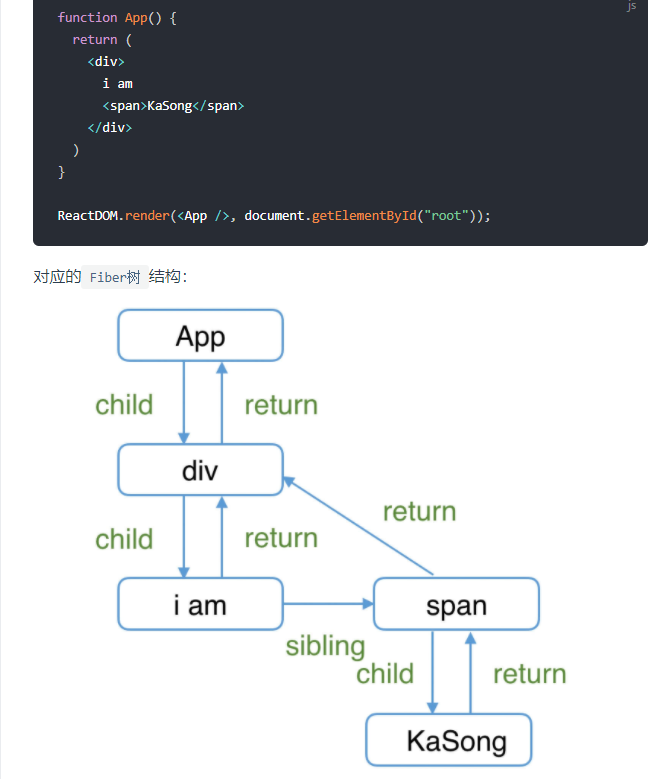 js
function App() {
return (
<div>
i am
<span>KaSong</span>
</div>
)
}
ReactDOM.render(<App />, document.getElementById("root"));
对应的 Fiber树 结构：
App
child return
div
return
child return
i am span
sibling
child return
KaSong